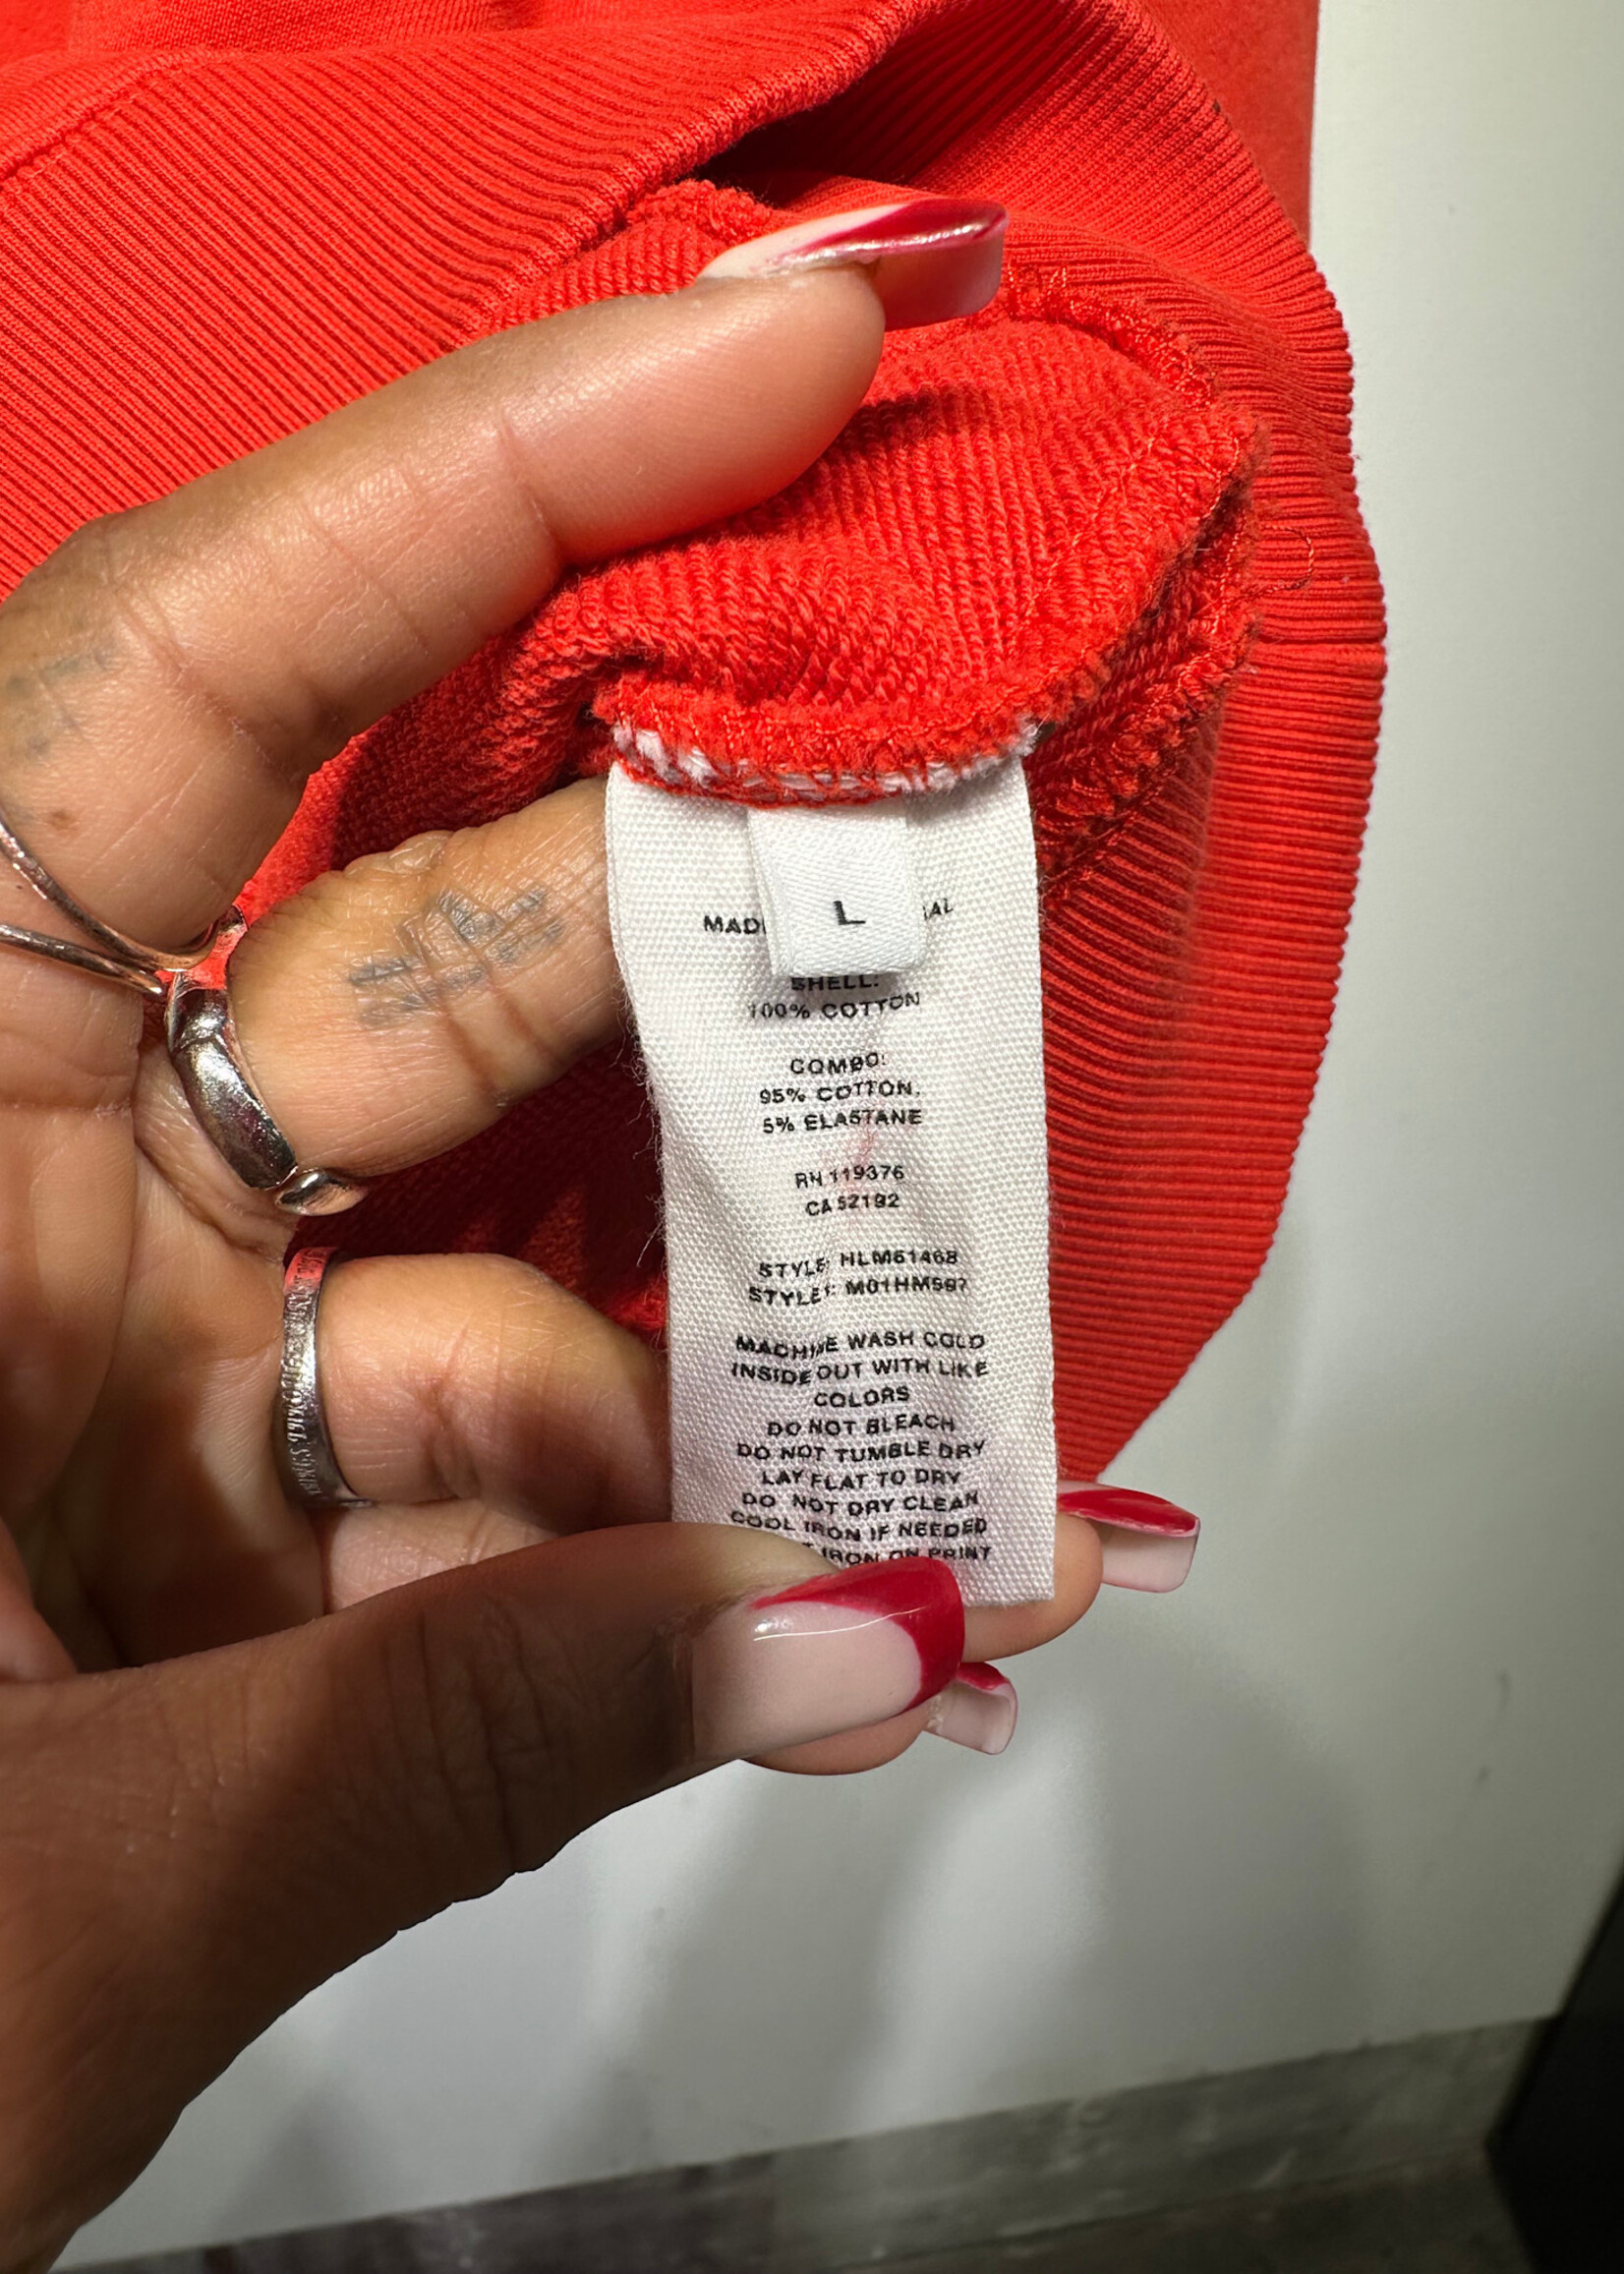 L
SHELL:
100% COTTON
COMBO:
95% COTTON,
5% ELASTANE
RN 119376
CA 52192
STYLE: HLM61468
MACHINE WASH COLD
INSIDE OUT WITH LIKE
COLORS
DO NOT BLEACH
DO NOT TUMBLE DRY
LAY FLAT TO DRY
DO NOT DRY CLEAN
COOL IRON IF NEEDED
IRON ON PRINT